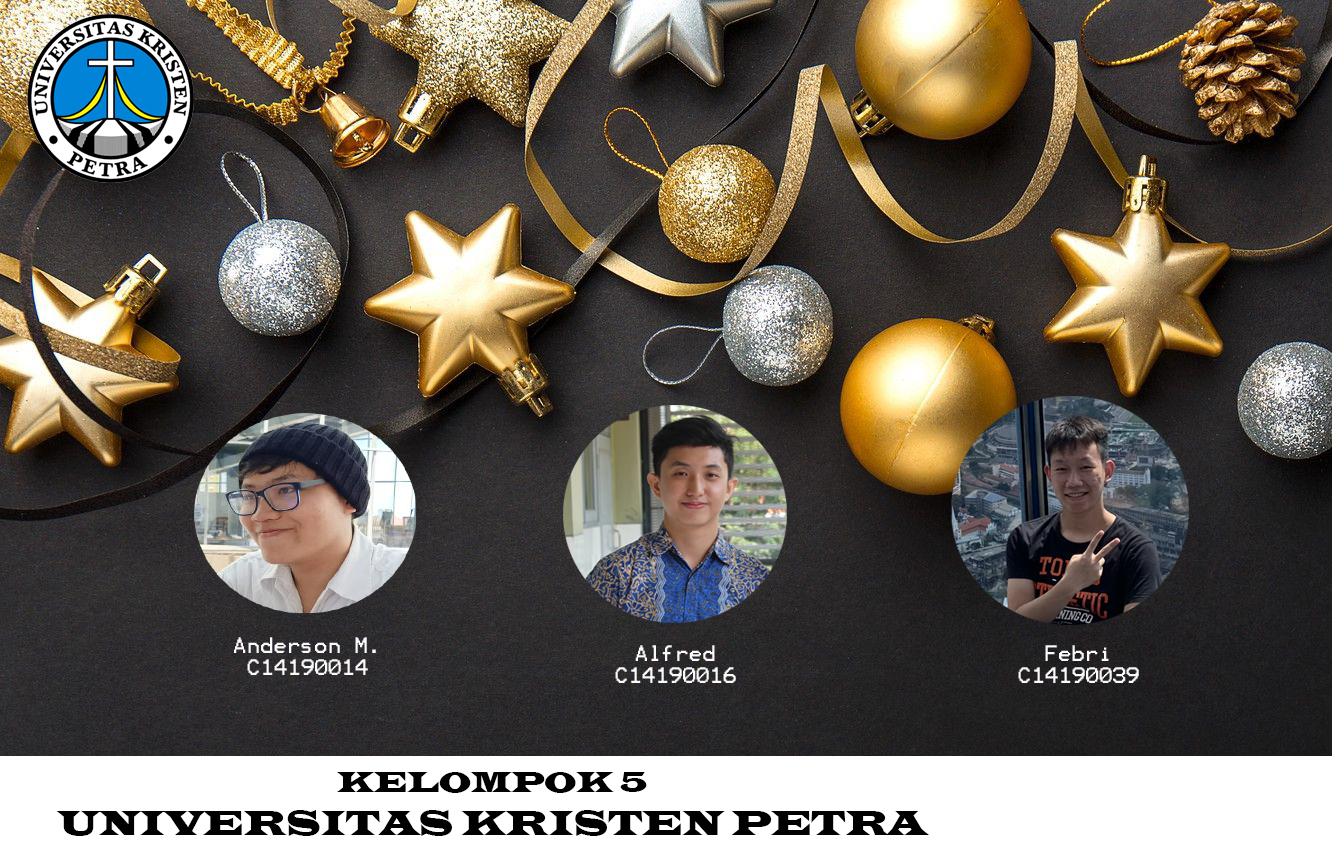 UNIVERSITAS KRISTEN
PETRA
Anderson M.
C14190014
Alfred
C14190016
Febri
C14190039
KELOMPOK 5
UNIVERSITAS KRISTEN PETRA